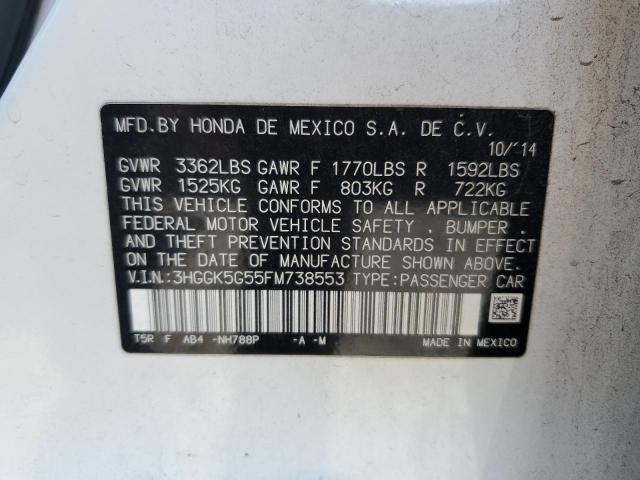 MFD.BY HONDA DE MEXICO S.A. DE C.V.
10/'14
GVWR 3362LBS GAWR F 1770LBS R 1592LBS
GVWR 1525KG GAWR F 803KG R 722KG
THIS VEHICLE CONFORMS TO ALL APPLICABLE
FEDERAL MOTOR VEHICLE SAFETY . BUMPER .
AND THEFT PREVENTION STANDARDS IN EFFECT
ON THE DATE OF MANUFACTURE SHOWN ABOVE.
V.I.N.:3HGGK5G55FM738553 TYPE:PASSENGER CAR
T5R F AB4 -NH788P -A -M MADE IN MEXICO